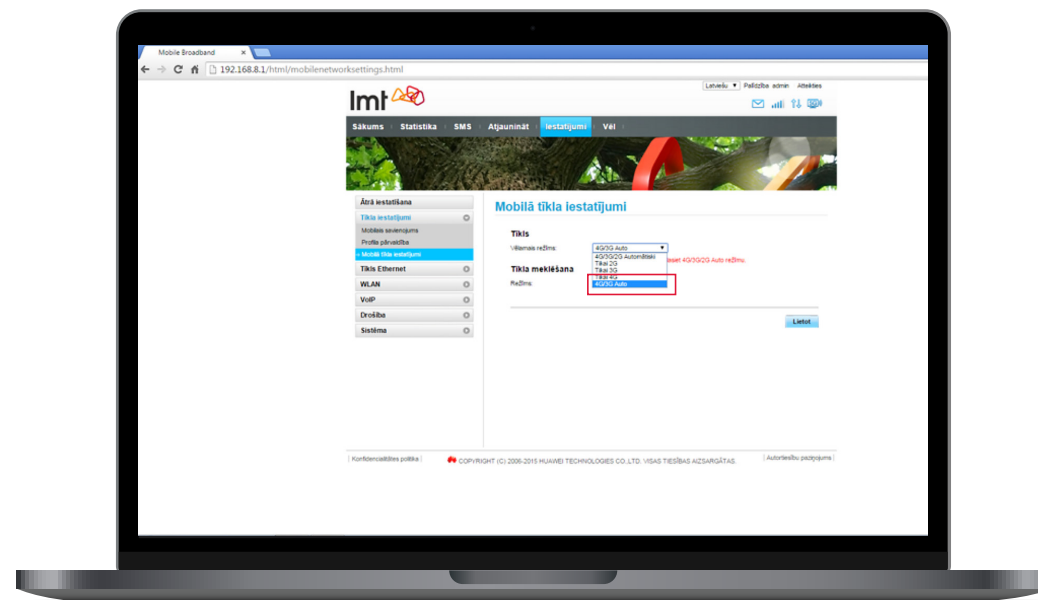 Mobile Broadband
192.168.8.1/html/mobilenetworksettings.html
Latviešu Palīdzība admin Atteikties
lmt
Sākums Statistika SMS Atjaunināt Iestatījumi Vēl
Ātrā iestatīšana
Tīkla iestatījumi
Mobilais savienojums
Profila pārvaldība
Mobilā tīkla iestatījumi
Tīkls Ethernet
WLAN
VoIP
Drošība
Sistēma
Mobilā tīkla iestatījumi
Tīkls
Vēlamais režīms: 4G/3G Auto
4G/3G/2G Automātiski
Tikai 2G
Tikai 3G
Tikai 4G
4G/3G Auto
4G/3G/2G Auto režīmu.
Tīkla meklēšana
Režīms:
Lietot
Konfidencialitātes politika
COPYRIGHT (C) 2006-2015 HUAWEI TECHNOLOGIES CO.,LTD. VISAS TIESĪBAS AIZSARGĀTAS.
Autortiesību paziņojums